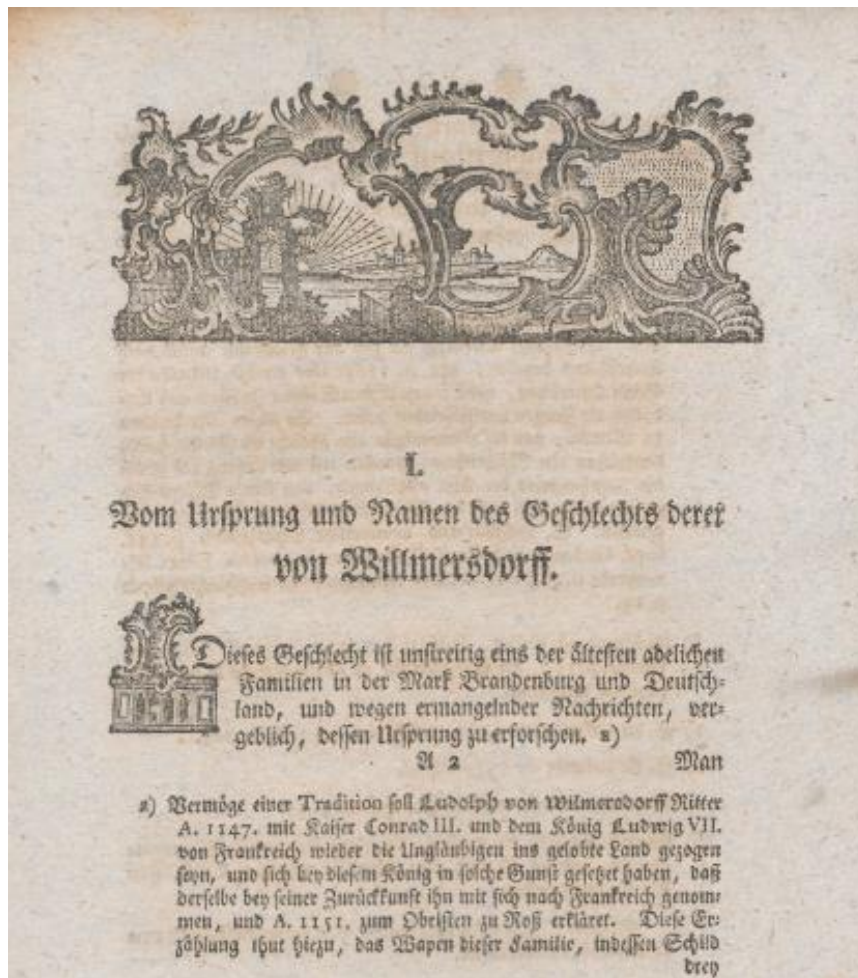 I.
Vom Ursprung und Namen des Geschlechts derer
von Willmersdorff.
Dieses Geschlecht ist unstreitig eins der ältesten adelichen
Familien in der Mark Brandenburg und Deutsch-
land, und wegen ermangelnder Nachrichten, ver-
geblich, dessen Ursprung zu erforschen. a)
A 2 Man
a) Vermöge einer Tradition soll Ludolph von Wilmersdorff Ritter
A. 1147. mit Kaiser Conrad III. und dem König Ludwig VII.
von Frankreich wieder die Ungläubigen ins gelobte Land gezogen
seyn, und sich bey diesem König in solche Gunst gesetzet haben, daß
derselbe bey seiner Zurückkunft ihn mit sich nach Frankreich genom-
men, und A. 1151. zum Obristen zu Roß erkläret. Diese Er-
zählung thut hiezu, das Wapen dieser Familie, indessen Schild
drey